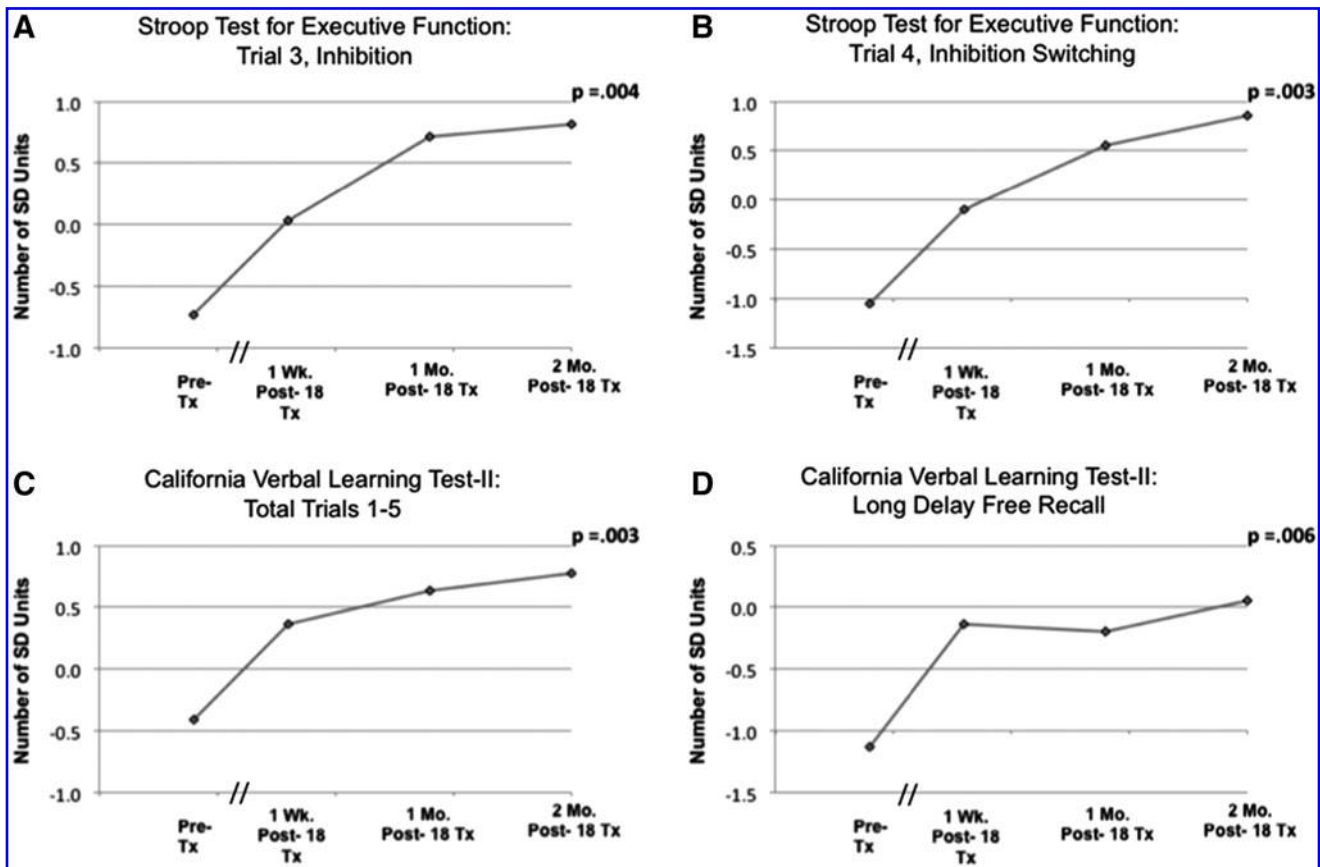 A
Stroop Test for Executive Function:
Trial 3, Inhibition
p =.004
Number of SD Units
1.0
0.5
0.0
-0.5
-1.0
//
Pre-
Tx
1 Wk.
Post- 18
Tx
1 Mo.
Post- 18 Tx
2 Mo.
Post- 18 Tx
B
Stroop Test for Executive Function:
Trial 4, Inhibition Switching
p =.003
Number of SD Units
1.0
0.5
0.0
-0.5
-1.0
-1.5
//
Pre-
Tx
1 Wk.
Post- 18
Tx
1 Mo.
Post- 18 Tx
2 Mo.
Post- 18 Tx
C
California Verbal Learning Test-II:
Total Trials 1-5
p =.003
Number of SD Units
1.0
0.5
0.0
-0.5
-1.0
//
Pre-
Tx
1 Wk.
Post- 18
Tx
1 Mo.
Post- 18 Tx
2 Mo.
Post- 18 Tx
D
California Verbal Learning Test-II:
Long Delay Free Recall
p =.006
Number of SD Units
0.5
0.0
-0.5
-1.0
-1.5
//
Pre-
Tx
1 Wk.
Post- 18
Tx
1 Mo.
Post- 18 Tx
2 Mo.
Post- 18 Tx